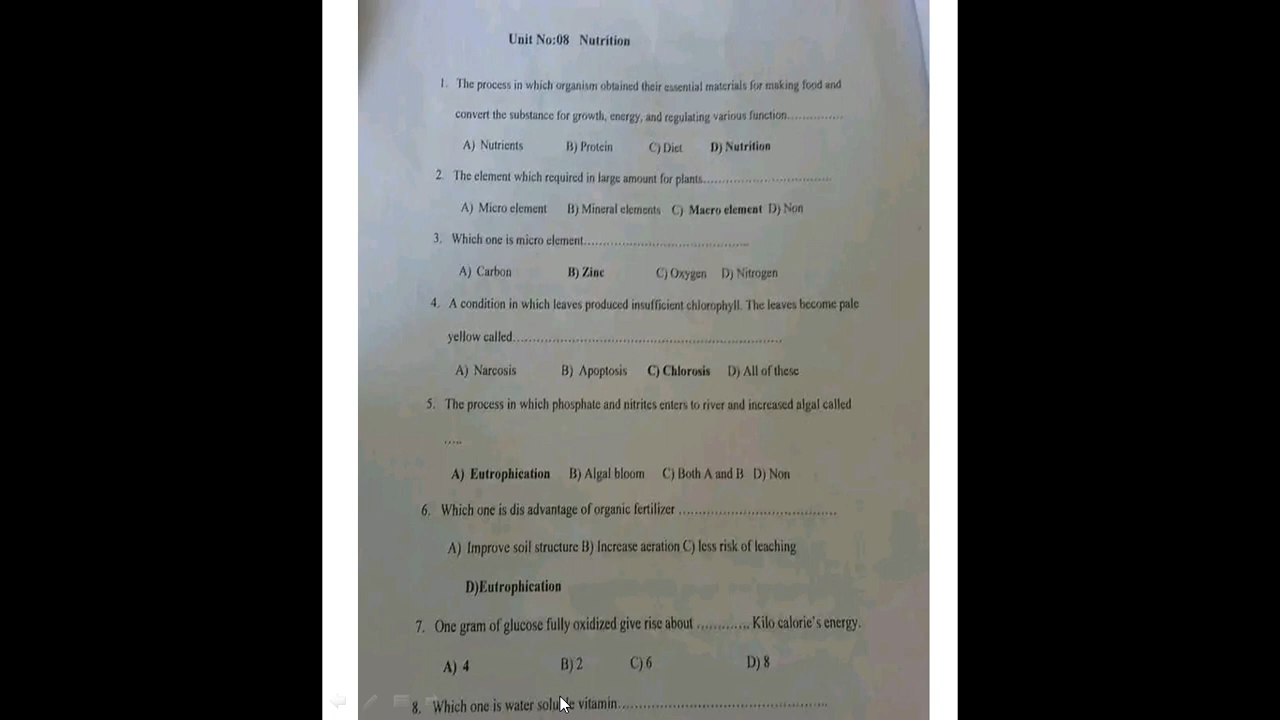 Unit No:08 Nutrition
1. The process in which organism obtained their essential materials for making food and
convert the substance for growth, energy, and regulating various function...............
A) Nutrients B) Protein C) Diet D) Nutrition
2. The element which required in large amount for plants.................................
A) Micro element B) Mineral elements C) Macro element D) Non
3. Which one is micro element...........................................
A) Carbon B) Zinc C) Oxygen D) Nitrogen
4. A condition in which leaves produced insufficient chlorophyll. The leaves become pale
yellow called...................................................................
A) Narcosis B) Apoptosis C) Chlorosis D) All of these
5. The process in which phosphate and nitrites enters to river and increased algal called
.....
A) Eutrophication B) Algal bloom C) Both A and B D) Non
6. Which one is dis advantage of organic fertilizer .....................................
A) Improve soil structure B) Increase aeration C) less risk of leaching
D)Eutrophication
7. One gram of glucose fully oxidized give rise about ............ Kilo calorie's energy.
A) 4 B) 2 C) 6 D) 8
8. Which one is water soluble vitamin.................................................